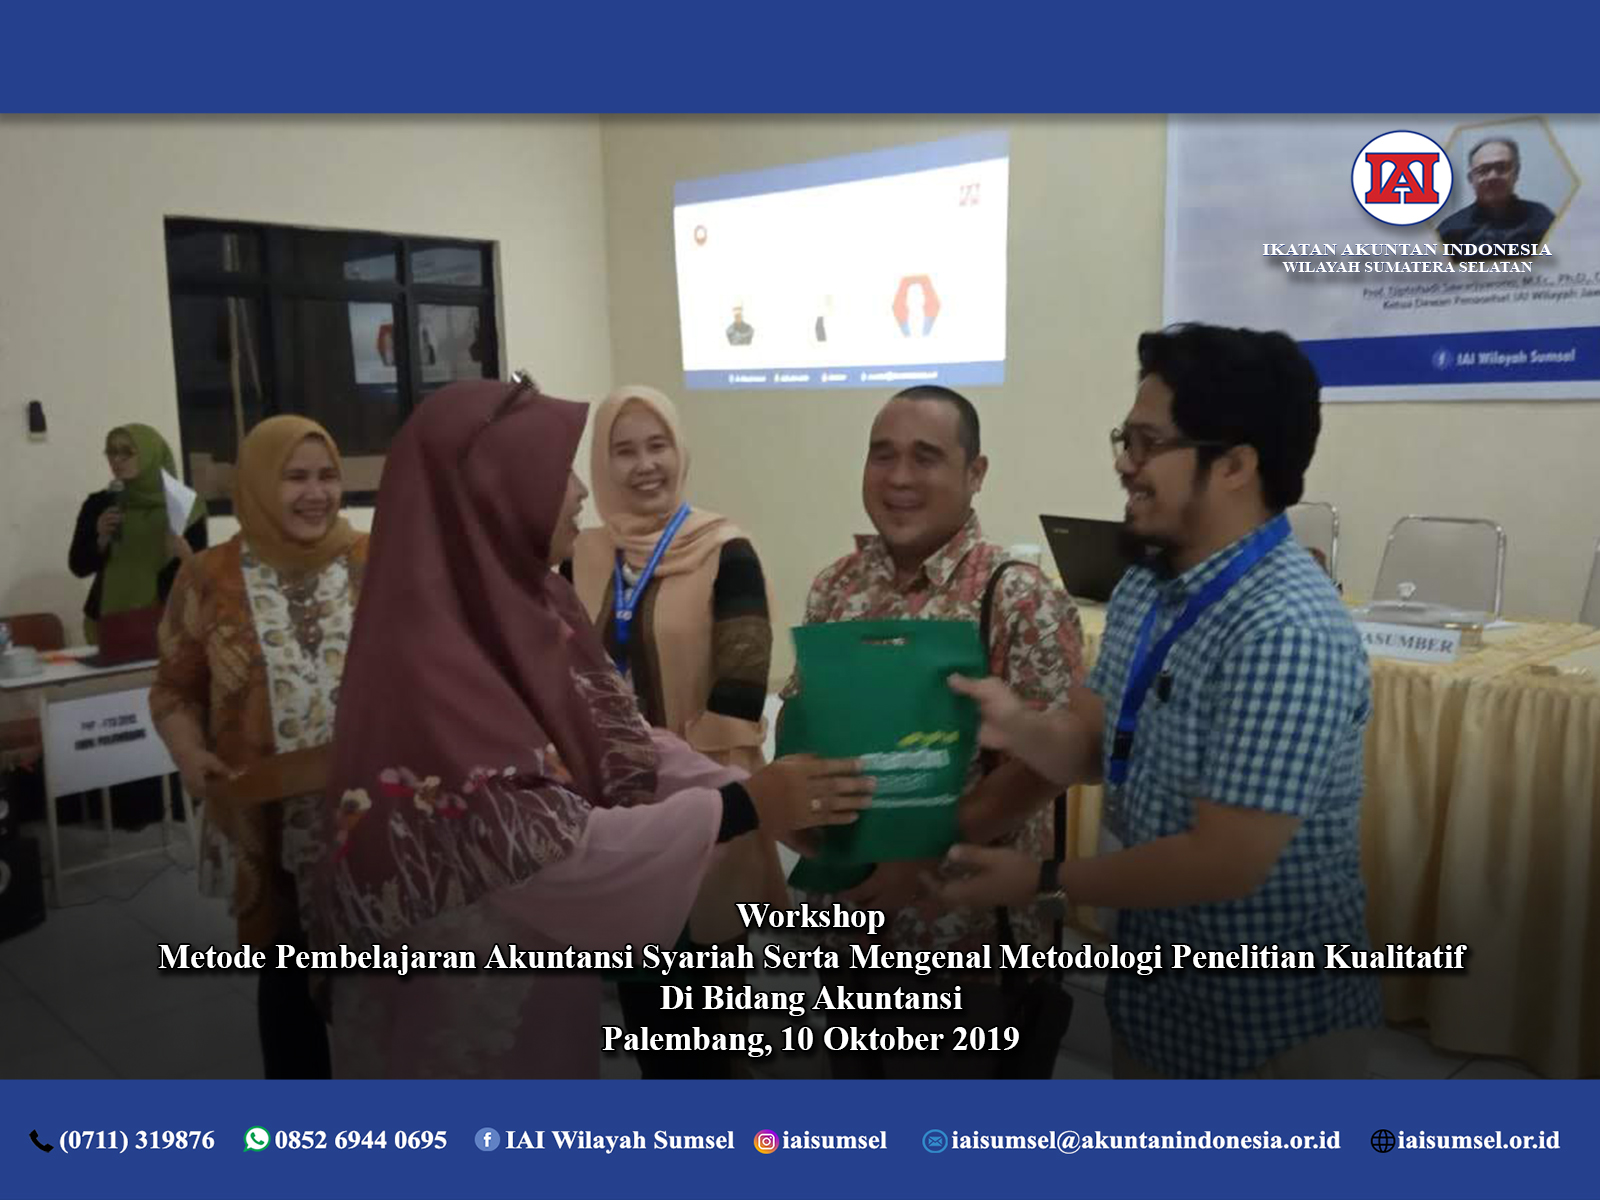 IAI
IKATAN AKUNTAN INDONESIA
WILAYAH SUMATERA SELATAN
IAI Wilayah Sumsel
ASUMBER
Workshop
Metode Pembelajaran Akuntansi Syariah Serta Mengenal Metodologi Penelitian Kualitatif
Di Bidang Akuntansi
Palembang, 10 Oktober 2019
(0711) 319876
0852 6944 0695
IAI Wilayah Sumsel
iaisumsel
iaisumsel@akuntanindonesia.or.id
iaisumsel.or.id